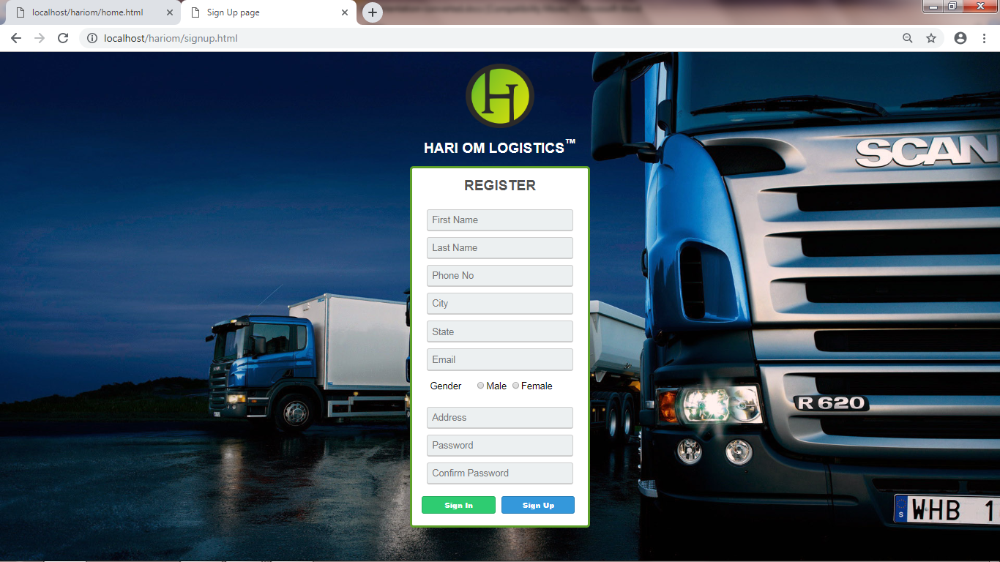 localhost/hariom/home.html
Sign Up page
localhost/hariom/signup.html
H
HARI OM LOGISTICS™
SCAN
REGISTER
First Name
Last Name
Phone No
City
State
Email
Gender Male Female
R 620
Address
Password
Confirm Password
Sign In Sign Up
S WHB 1